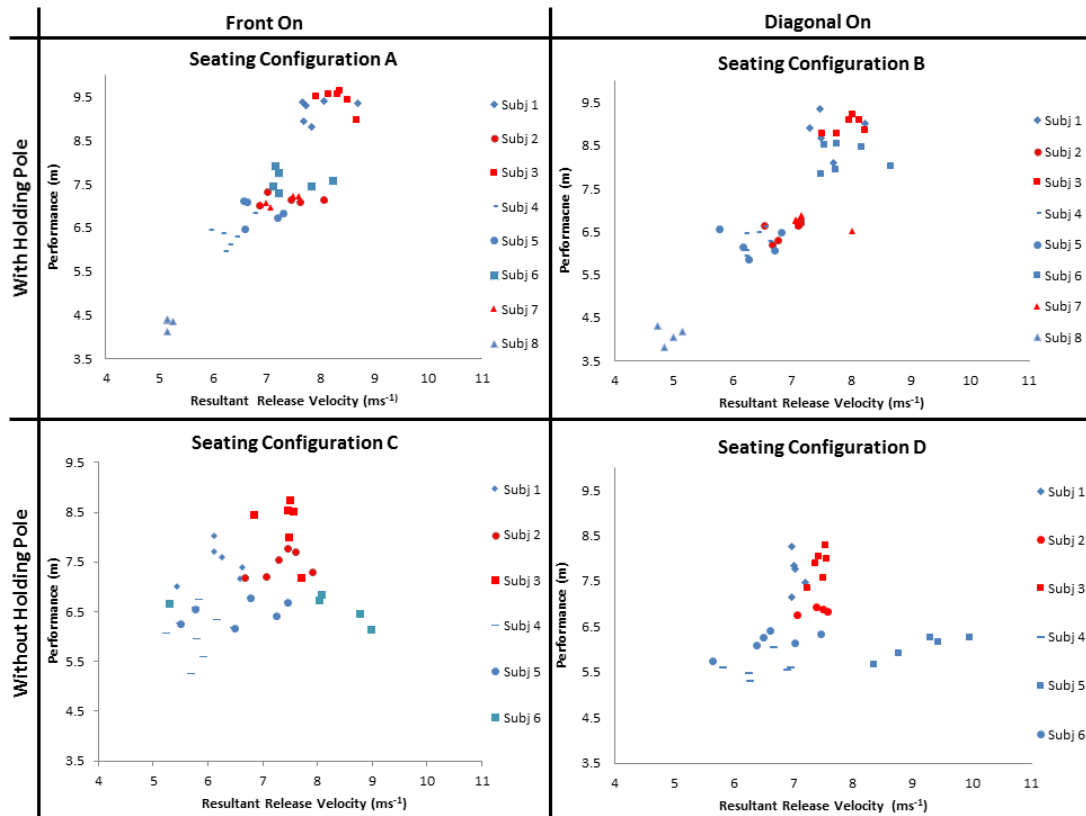 Front On
Diagonal On
With Holding Pole
Seating Configuration A
9.5
8.5
7.5
6.5
5.5
4.5
3.5
Performance (m)
4 5 6 7 8 9 10 11
Resultant Release Velocity (ms-1)
Subj 1
Subj 2
Subj 3
Subj 4
Subj 5
Subj 6
Subj 7
Subj 8
Seating Configuration B
9.5
8.5
7.5
6.5
5.5
4.5
3.5
Performacne (m)
4 5 6 7 8 9 10 11
Resultant Release Velocity (ms-1)
Subj 1
Subj 2
Subj 3
Subj 4
Subj 5
Subj 6
Subj 7
Subj 8
Without Holding Pole
Seating Configuration C
9.5
8.5
7.5
6.5
5.5
4.5
3.5
Performance (m)
4 5 6 7 8 9 10 11
Resultant Release Velocity (ms-1)
Subj 1
Subj 2
Subj 3
Subj 4
Subj 5
Subj 6
Seating Configuration D
9.5
8.5
7.5
6.5
5.5
4.5
3.5
Performance (m)
4 5 6 7 8 9 10 11
Resultant Release Velocity (ms-1)
Subj 1
Subj 2
Subj 3
Subj 4
Subj 5
Subj 6